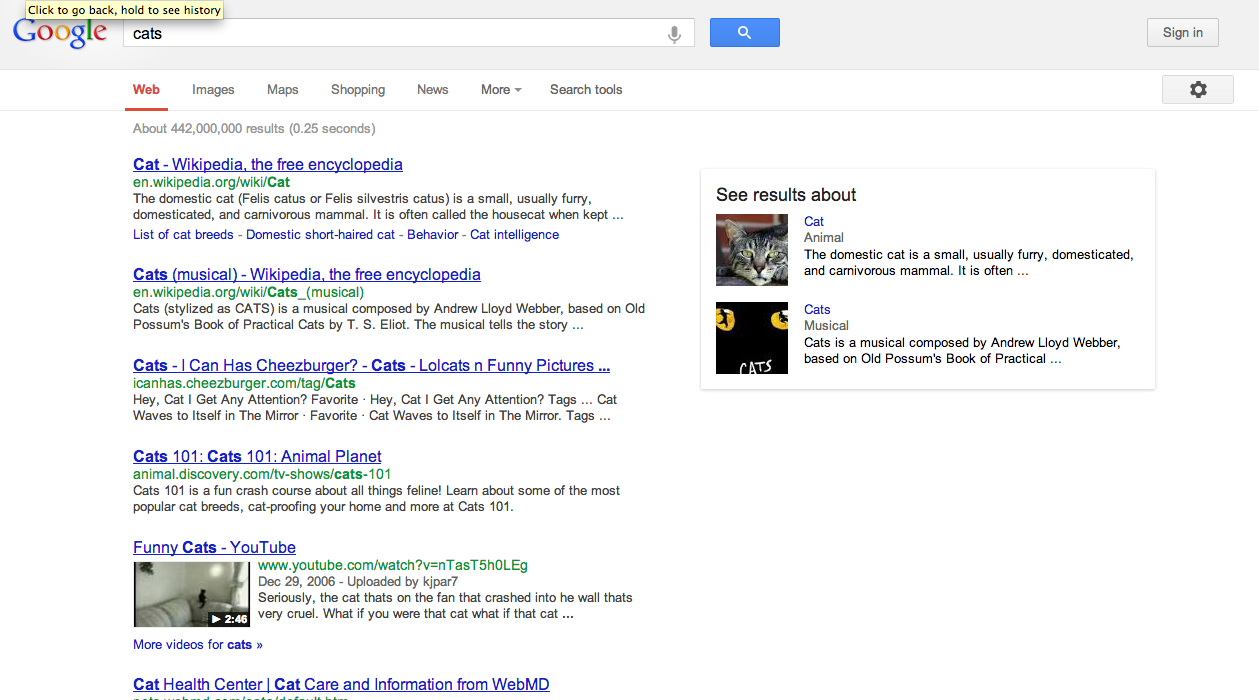 Click to go back, hold to see history
Google
cats
Sign in
Web Images Maps Shopping News More Search tools
About 442,000,000 results (0.25 seconds)
Cat - Wikipedia, the free encyclopedia
en.wikipedia.org/wiki/Cat
The domestic cat (Felis catus or Felis silvestris catus) is a small, usually furry,
domesticated, and carnivorous mammal. It is often called the housecat when kept ...
List of cat breeds - Domestic short-haired cat - Behavior - Cat intelligence
Cats (musical) - Wikipedia, the free encyclopedia
en.wikipedia.org/wiki/Cats_(musical)
Cats (stylized as CATS) is a musical composed by Andrew Lloyd Webber, based on Old
Possum's Book of Practical Cats by T. S. Eliot. The musical tells the story ...
Cats - I Can Has Cheezburger? - Cats - Lolcats n Funny Pictures ...
icanhas.cheezburger.com/tag/Cats
Hey, Cat I Get Any Attention? Favorite · Hey, Cat I Get Any Attention? Tags ... Cat
Waves to Itself in The Mirror · Favorite · Cat Waves to Itself in The Mirror. Tags ...
Cats 101: Cats 101: Animal Planet
animal.discovery.com/tv-shows/cats-101
Cats 101 is a fun crash course about all things feline! Learn about some of the most
popular cat breeds, cat-proofing your home and more at Cats 101.
Funny Cats - YouTube
www.youtube.com/watch?v=nTasT5h0LEg
Dec 29, 2006 - Uploaded by kjpar7
Seriously, the cat thats on the fan that crashed into he wall thats
very cruel. What if you were that cat what if that cat ...
2:46
More videos for cats »
Cat Health Center | Cat Care and Information from WebMD
pets.webmd.com/cats/default.htm
See results about
Cat
Animal
The domestic cat is a small, usually furry, domesticated,
and carnivorous mammal. It is often ...
Cats
Musical
Cats is a musical composed by Andrew Lloyd Webber,
based on Old Possum's Book of Practical ...
CATS